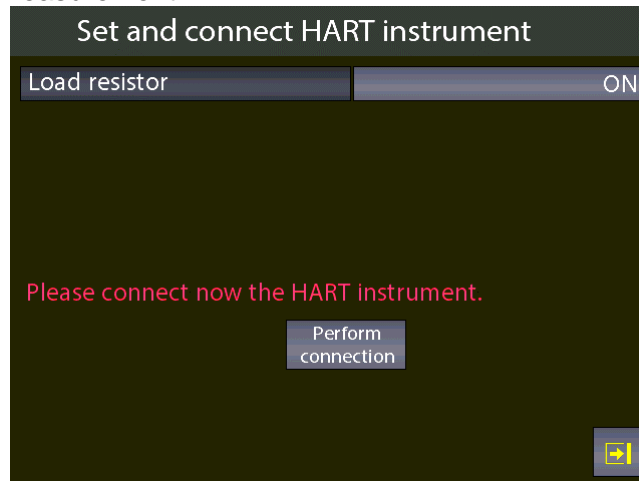 Set and connect HART instrument
Load resistor
ON
Please connect now the HART instrument.
Perform
connection